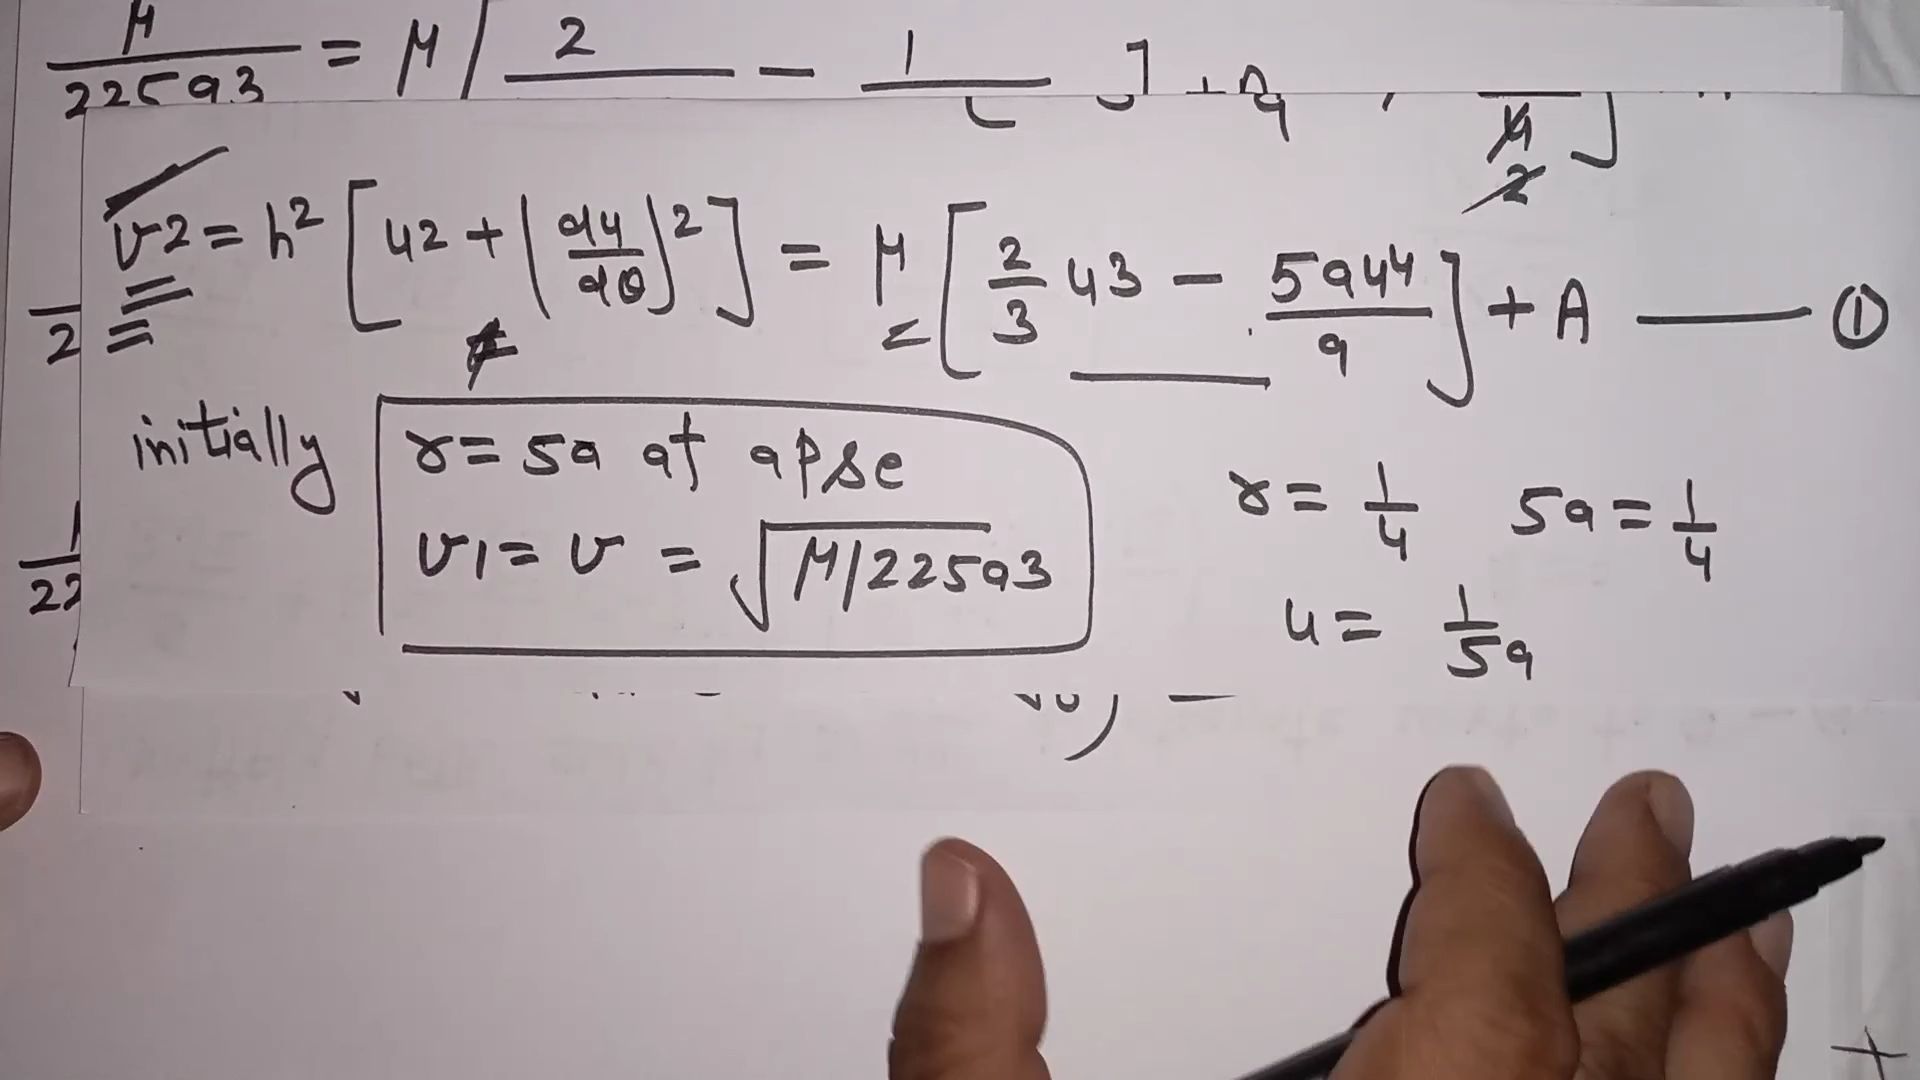 μ/225a3 = μ[ 2/ - 1/ ] + A
v2 = h2 [ u2 + (du/dθ)2 ] = μ [ 2/3 u3 - 5au4/9 ] + A —— ①
initially r = 5a at apse
v1 = v = √μ/225a3
r = 1/u 5a = 1/u
u = 1/5a